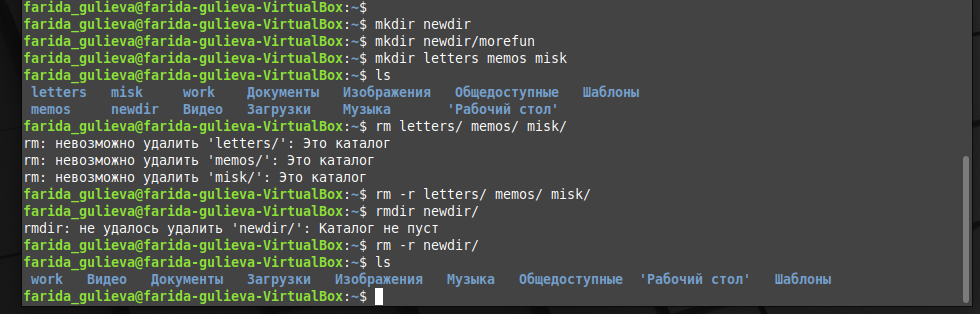 farida_gulieva@farida-gulieva-VirtualBox:~$
farida_gulieva@farida-gulieva-VirtualBox:~$ mkdir newdir
farida_gulieva@farida-gulieva-VirtualBox:~$ mkdir newdir/morefun
farida_gulieva@farida-gulieva-VirtualBox:~$ mkdir letters memos misk
farida_gulieva@farida-gulieva-VirtualBox:~$ ls
letters misk work Документы Изображения Общедоступные Шаблоны
memos newdir Видео Загрузки Музыка 'Рабочий стол'
farida_gulieva@farida-gulieva-VirtualBox:~$ rm letters/ memos/ misk/
rm: невозможно удалить 'letters/': Это каталог
rm: невозможно удалить 'memos/': Это каталог
rm: невозможно удалить 'misk/': Это каталог
farida_gulieva@farida-gulieva-VirtualBox:~$ rm -r letters/ memos/ misk/
farida_gulieva@farida-gulieva-VirtualBox:~$ rmdir newdir/
rmdir: не удалось удалить 'newdir/': Каталог не пуст
farida_gulieva@farida-gulieva-VirtualBox:~$ rm -r newdir/
farida_gulieva@farida-gulieva-VirtualBox:~$ ls
work Видео Документы Загрузки Изображения Музыка Общедоступные 'Рабочий стол' Шаблоны
farida_gulieva@farida-gulieva-VirtualBox:~$